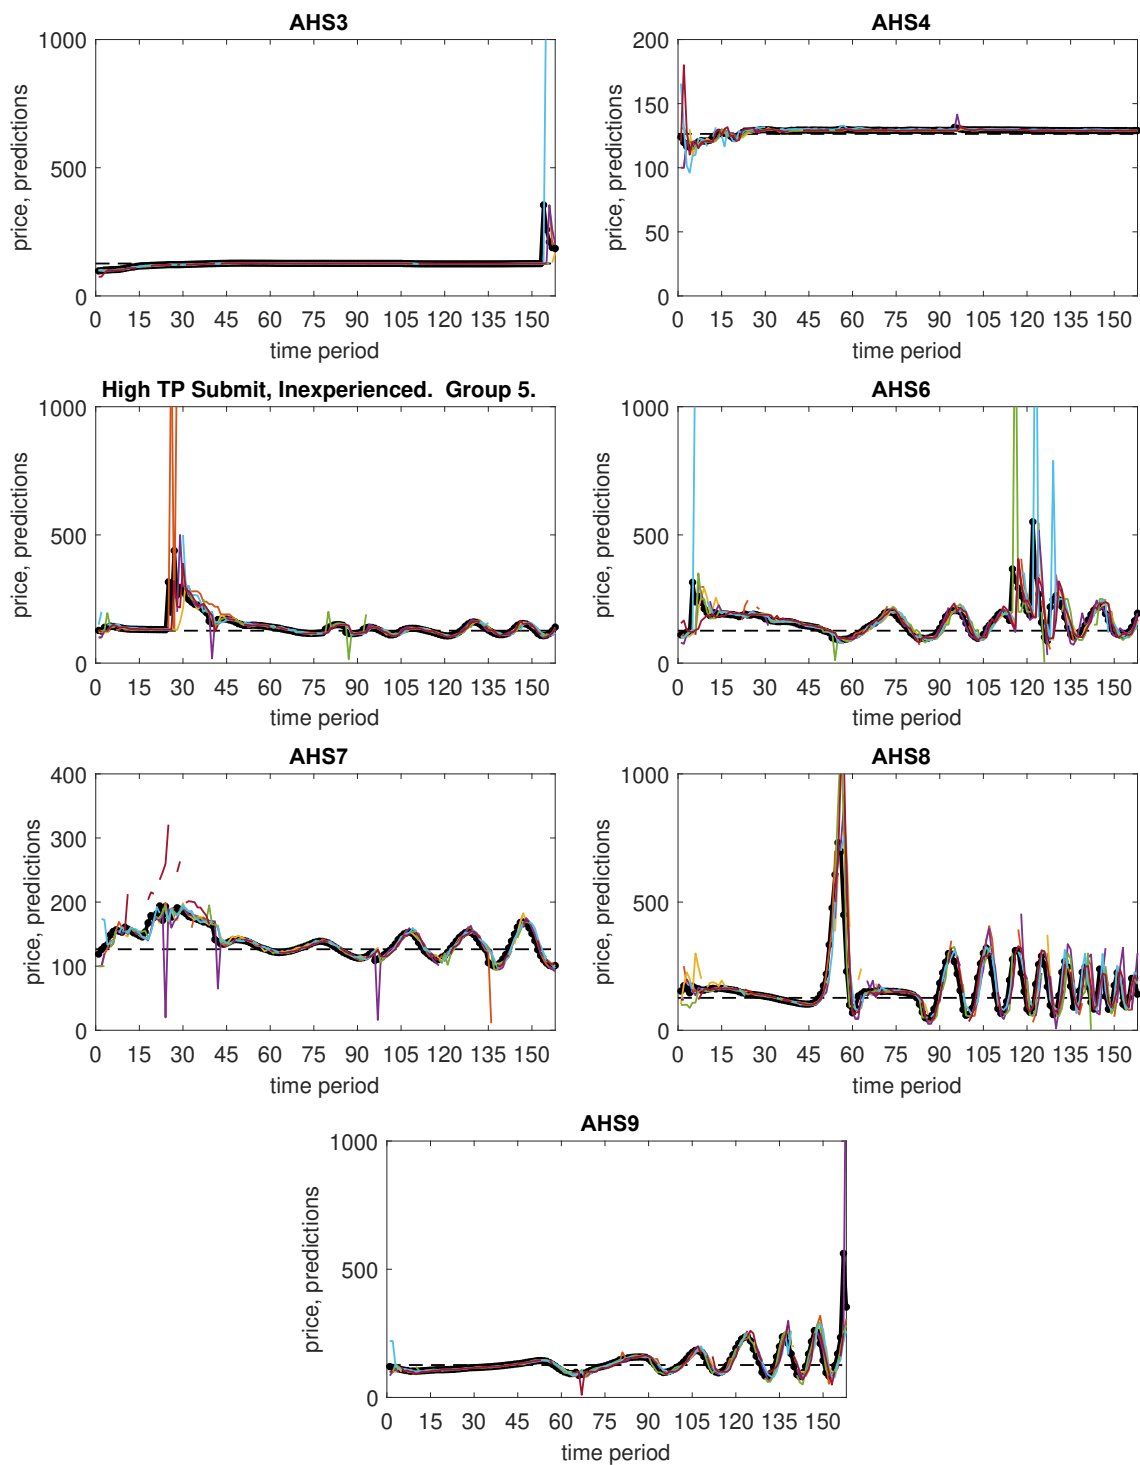 AHS3
1000
500
0
price, predictions
0 15 30 45 60 75 90 105 120 135 150
time period
AHS4
200
150
100
50
0
price, predictions
0 15 30 45 60 75 90 105 120 135 150
time period
High TP Submit, Inexperienced. Group 5.
1000
500
0
price, predictions
0 15 30 45 60 75 90 105 120 135 150
time period
AHS6
1000
500
0
price, predictions
0 15 30 45 60 75 90 105 120 135 150
time period
AHS7
400
300
200
100
0
price, predictions
0 15 30 45 60 75 90 105 120 135 150
time period
AHS8
1000
500
0
price, predictions
0 15 30 45 60 75 90 105 120 135 150
time period
AHS9
1000
500
0
price, predictions
0 15 30 45 60 75 90 105 120 135 150
time period